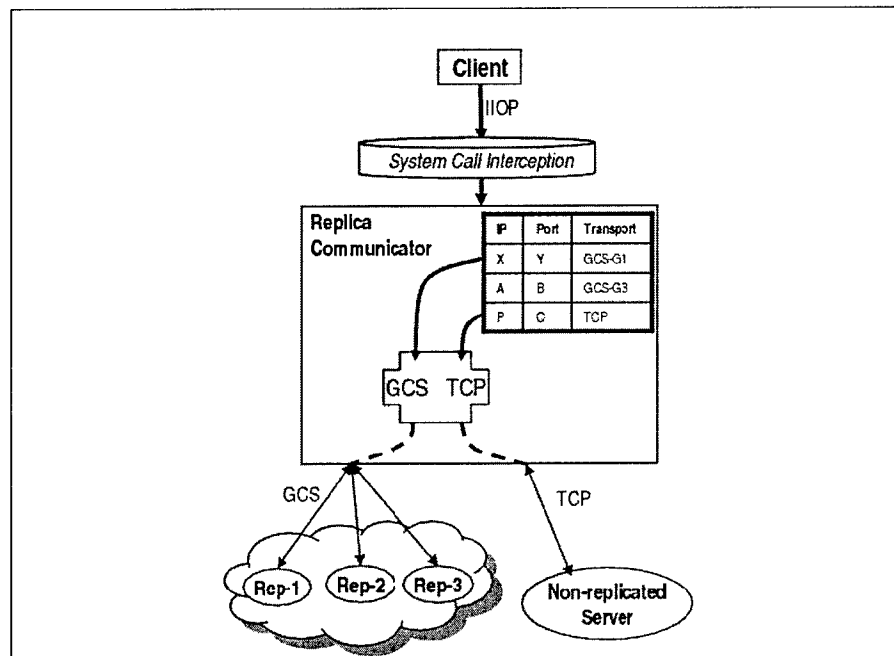 Client
IIOP
System Call Interception
Replica
Communicator
IP Port Transport
X Y GCS-G1
A B GCS-G3
P Q TCP
GCS TCP
GCS
TCP
Rep-1 Rep-2 Rep-3
Non-replicated
Server